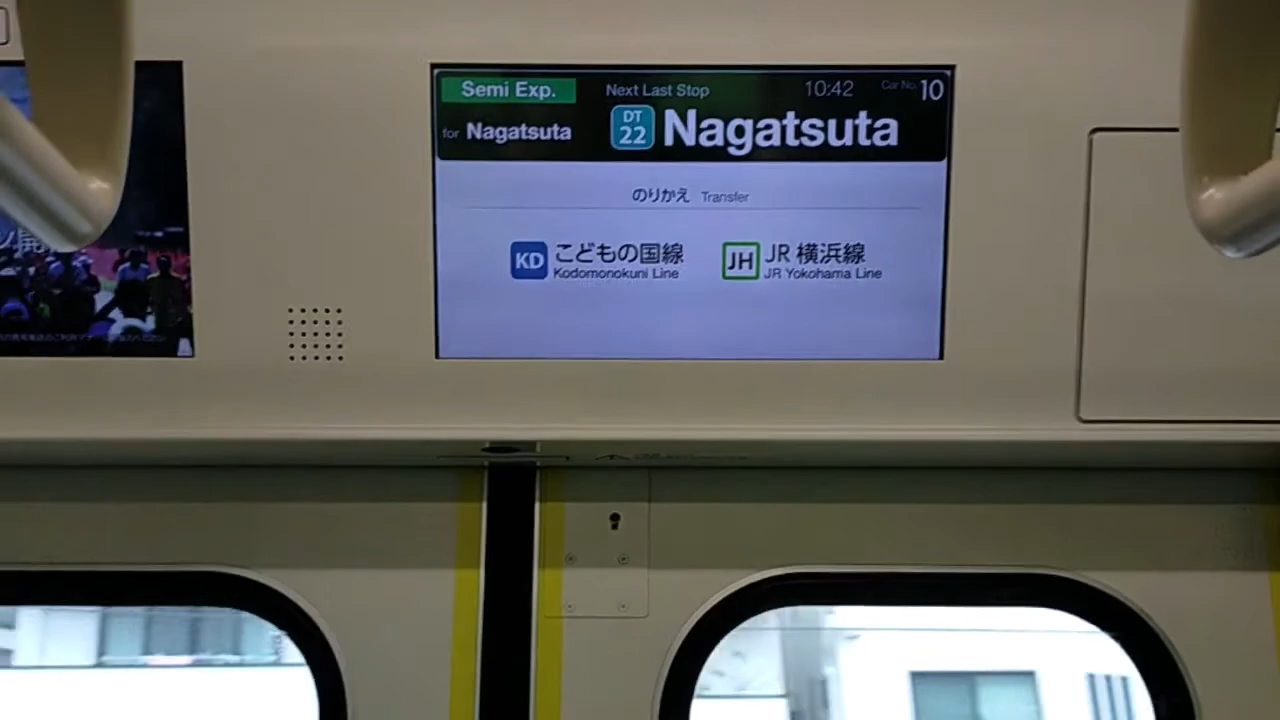 Semi Exp.
Next Last Stop
10:42
Car No. 10
for Nagatsuta
DT 22
Nagatsuta
のりかえ Transfer
KD こどもの国線
Kodomonokuni Line
JH JR 横浜線
JR Yokohama Line